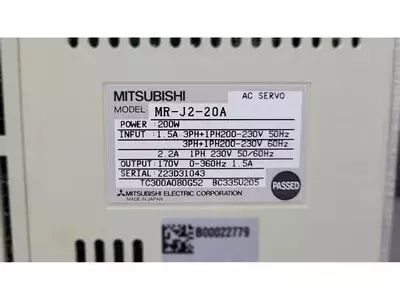 MITSUBISHI AC SERVO
MODEL MR-J2-20A
POWER :200W
INPUT :1.5A 3PH+1PH200-230V 50Hz
3PH+1PH200-230V 60Hz
2.2A 1PH 230V 50/60Hz
OUTPUT:170V 0-360Hz 1.5A
SERIAL:Z23D31043
TC300A080G52 BC335U205
PASSED
MITSUBISHI ELECTRIC CORPORATION
MADE IN JAPAN
B00022779